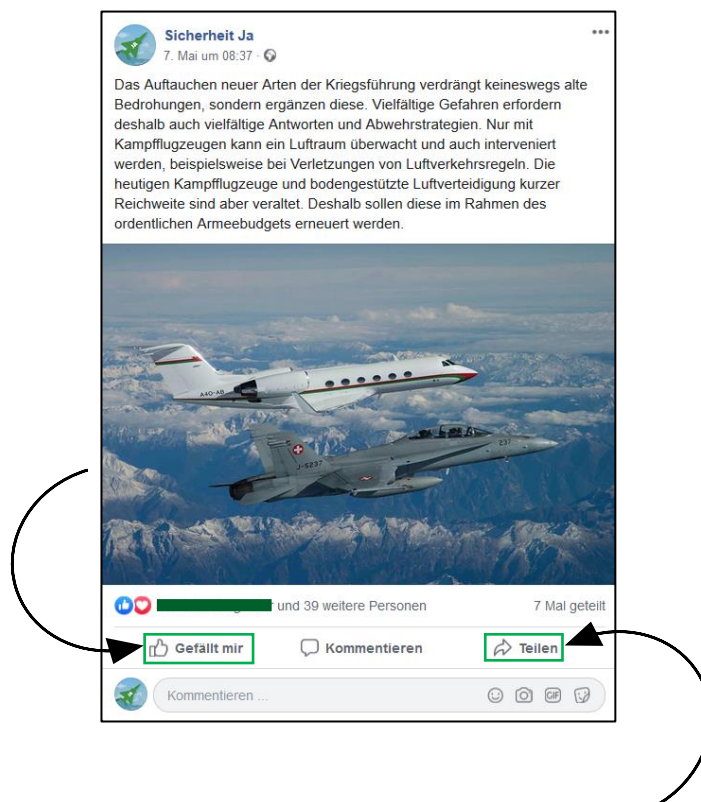 Sicherheit Ja
7. Mai um 08:37 ·
Das Auftauchen neuer Arten der Kriegsführung verdrängt keineswegs alte
Bedrohungen, sondern ergänzen diese. Vielfältige Gefahren erfordern
deshalb auch vielfältige Antworten und Abwehrstrategien. Nur mit
Kampfflugzeugen kann ein Luftraum überwacht und auch interveniert
werden, beispielsweise bei Verletzungen von Luftverkehrsregeln. Die
heutigen Kampfflugzeuge und bodengestützte Luftverteidigung kurzer
Reichweite sind aber veraltet. Deshalb sollen diese im Rahmen des
ordentlichen Armeebudgets erneuert werden.
A4O-AB
237
J-5237
und 39 weitere Personen 7 Mal geteilt
Gefällt mir Kommentieren Teilen
Kommentieren ... GIF